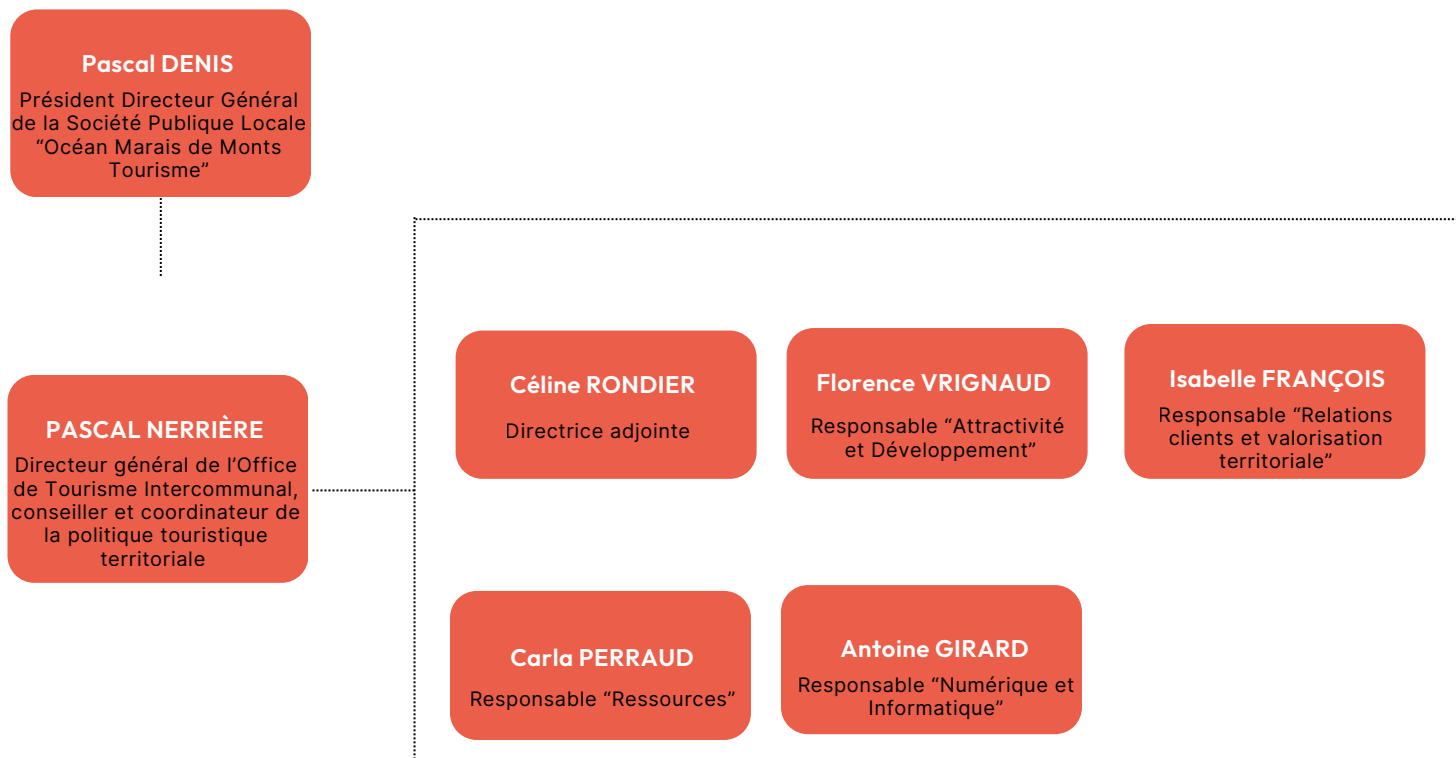 Pascal DENIS
Président Directeur Général
de la Société Publique Locale
“Océan Marais de Monts
Tourisme”
PASCAL NERRIÈRE
Directeur général de l’Office
de Tourisme Intercommunal,
conseiller et coordinateur de
la politique touristique
territoriale
Céline RONDIER
Directrice adjointe
Florence VRIGNAUD
Responsable “Attractivité
et Développement”
Isabelle FRANÇOIS
Responsable “Relations
clients et valorisation
territoriale”
Carla PERRAUD
Responsable “Ressources”
Antoine GIRARD
Responsable “Numérique et
Informatique”